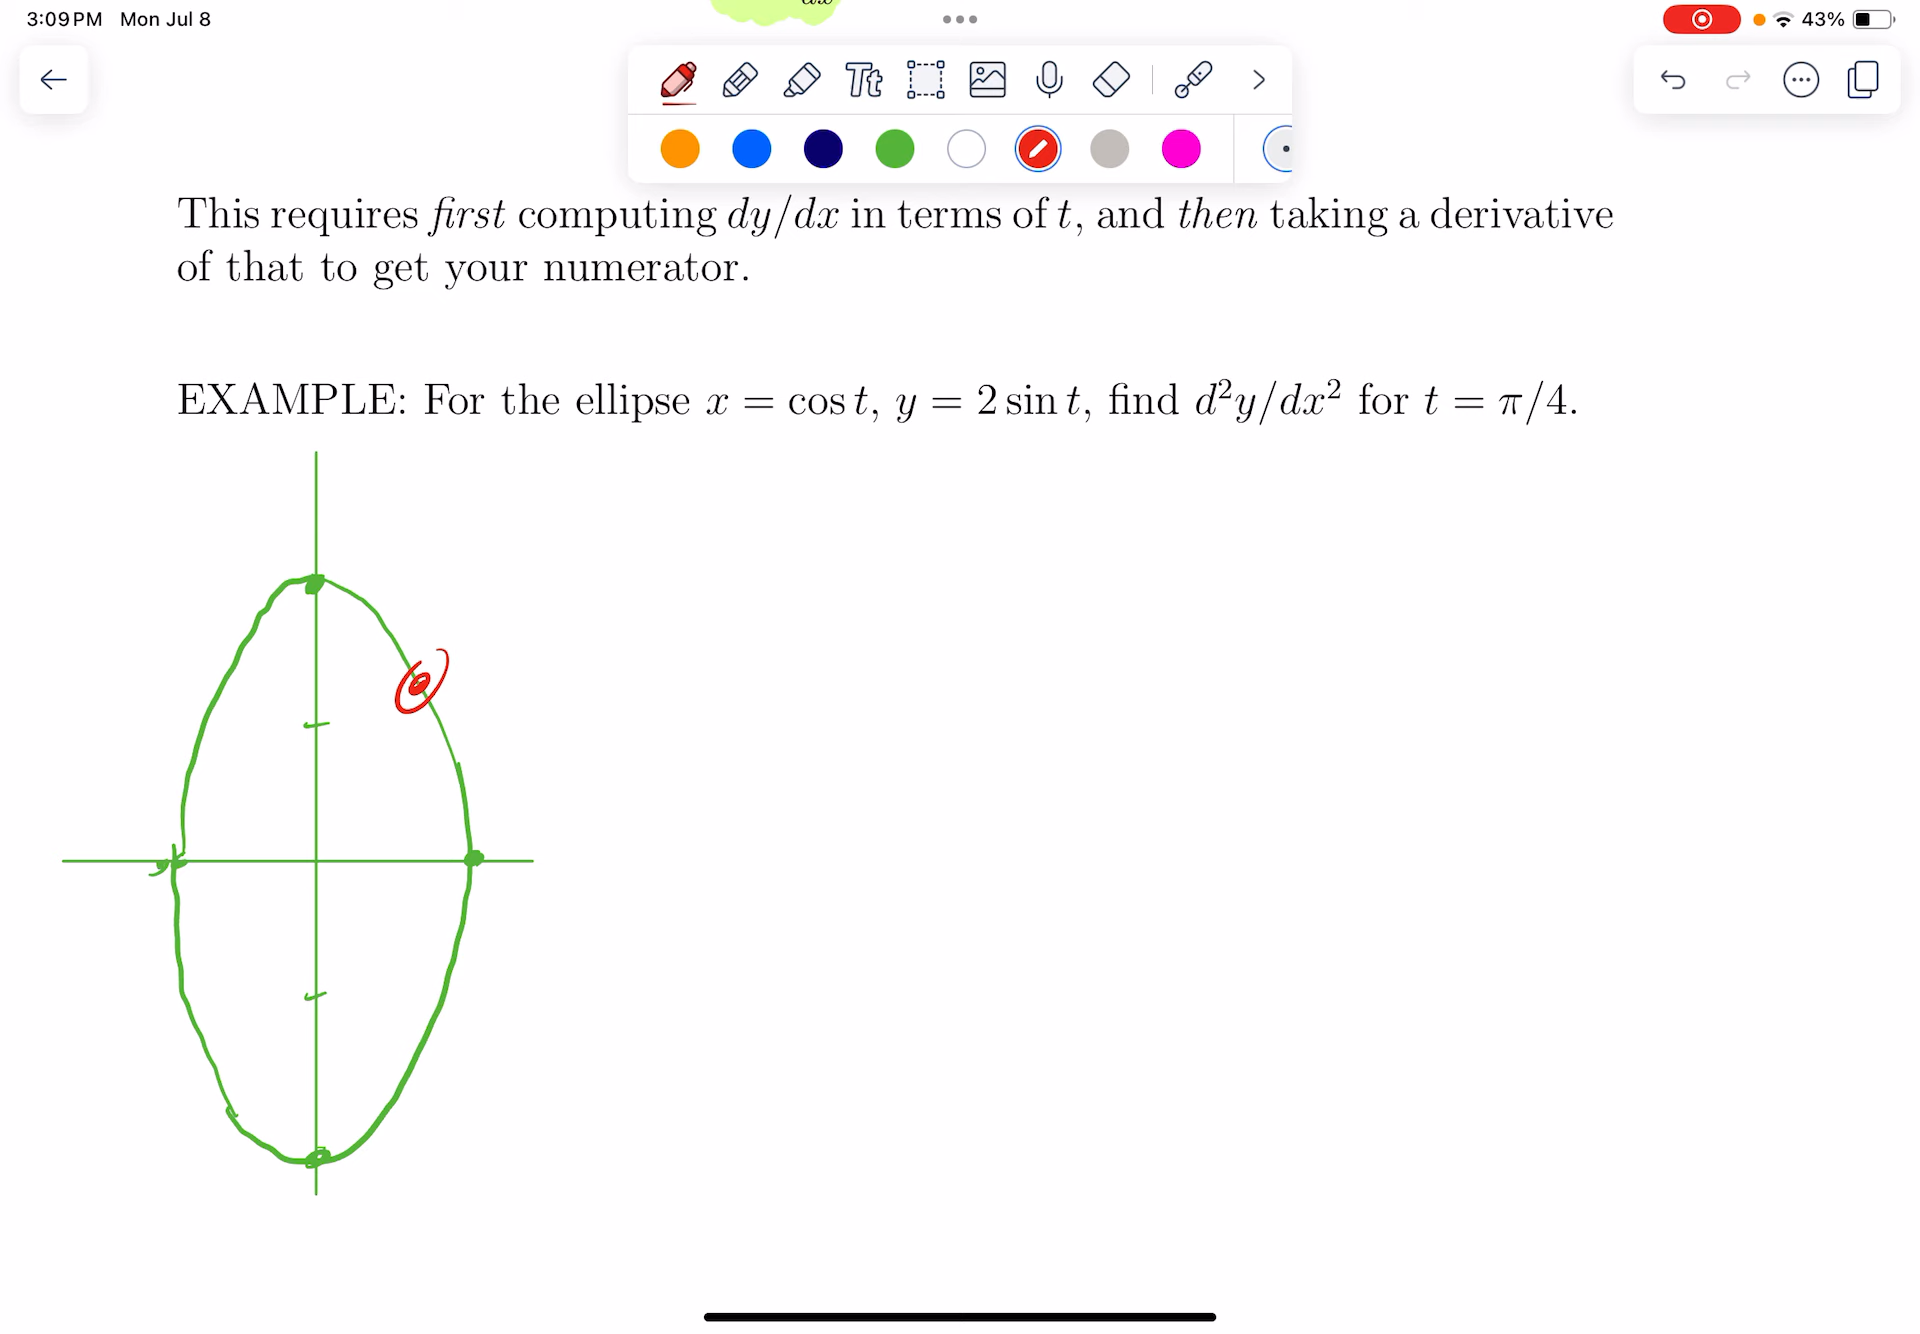 3:09 PM Mon Jul 8
43%
dx
Tt
This requires first computing dy/dx in terms of t, and then taking a derivative
of that to get your numerator.
EXAMPLE: For the ellipse x = cos t, y = 2 sin t, find d²y/dx² for t = π/4.